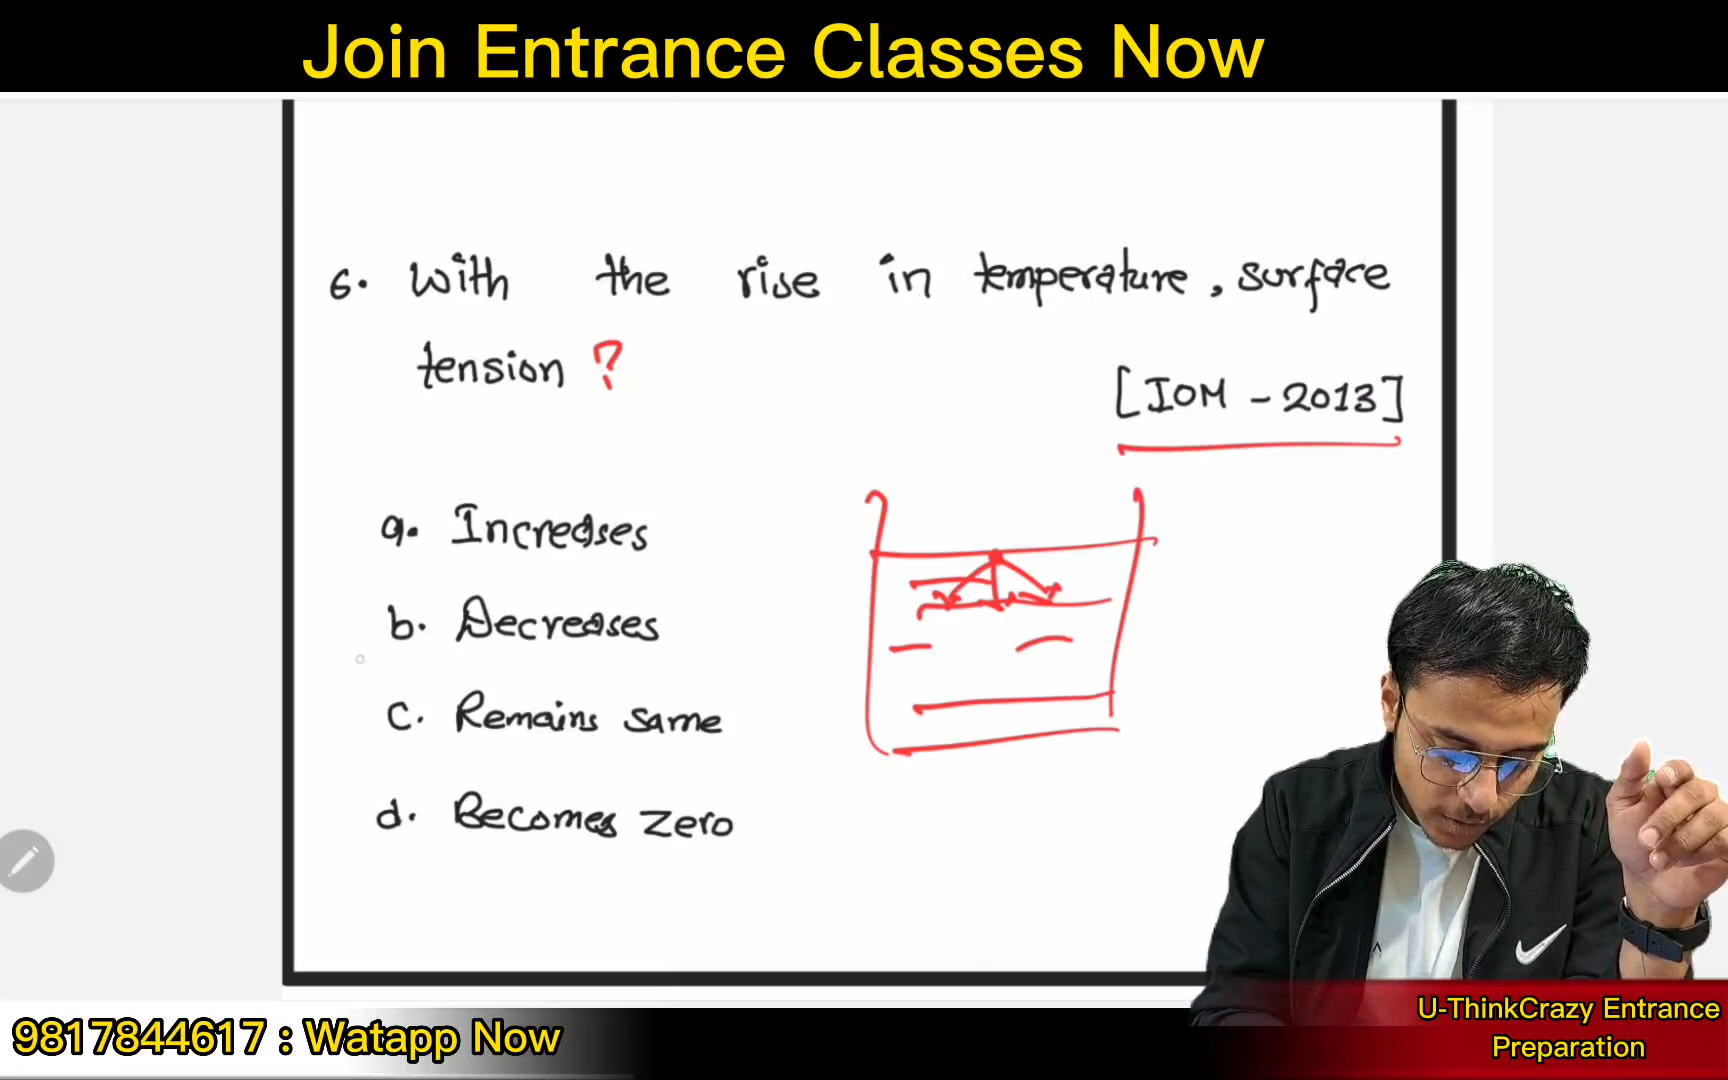 Join Entrance Classes Now
6. With the rise in temperature, surface
tension ?
[IOM - 2013]
a. Increases
b. Decreases
c. Remains same
d. Becomes zero
9817844617 : Watapp Now
U-ThinkCrazy Entrance
Preparation